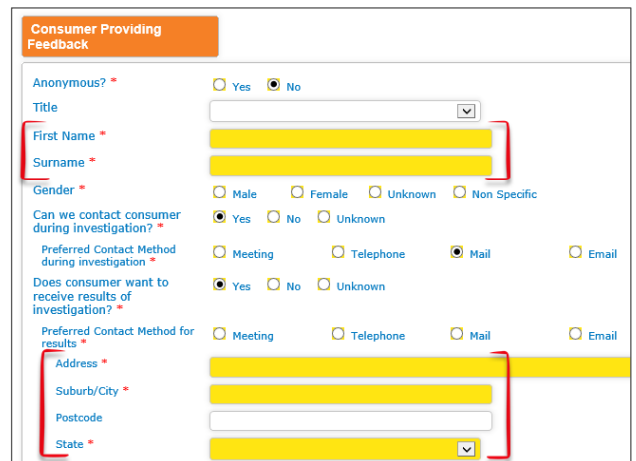 Consumer Providing
Feedback
Anonymous? *
Yes No
Title
First Name *
Surname *
Gender *
Male Female Unknown Non Specific
Can we contact consumer
during investigation? *
Yes No Unknown
Preferred Contact Method
during investigation *
Meeting Telephone Mail Email
Does consumer want to
receive results of
investigation? *
Yes No Unknown
Preferred Contact Method for
results *
Meeting Telephone Mail Email
Address *
Suburb/City *
Postcode
State *